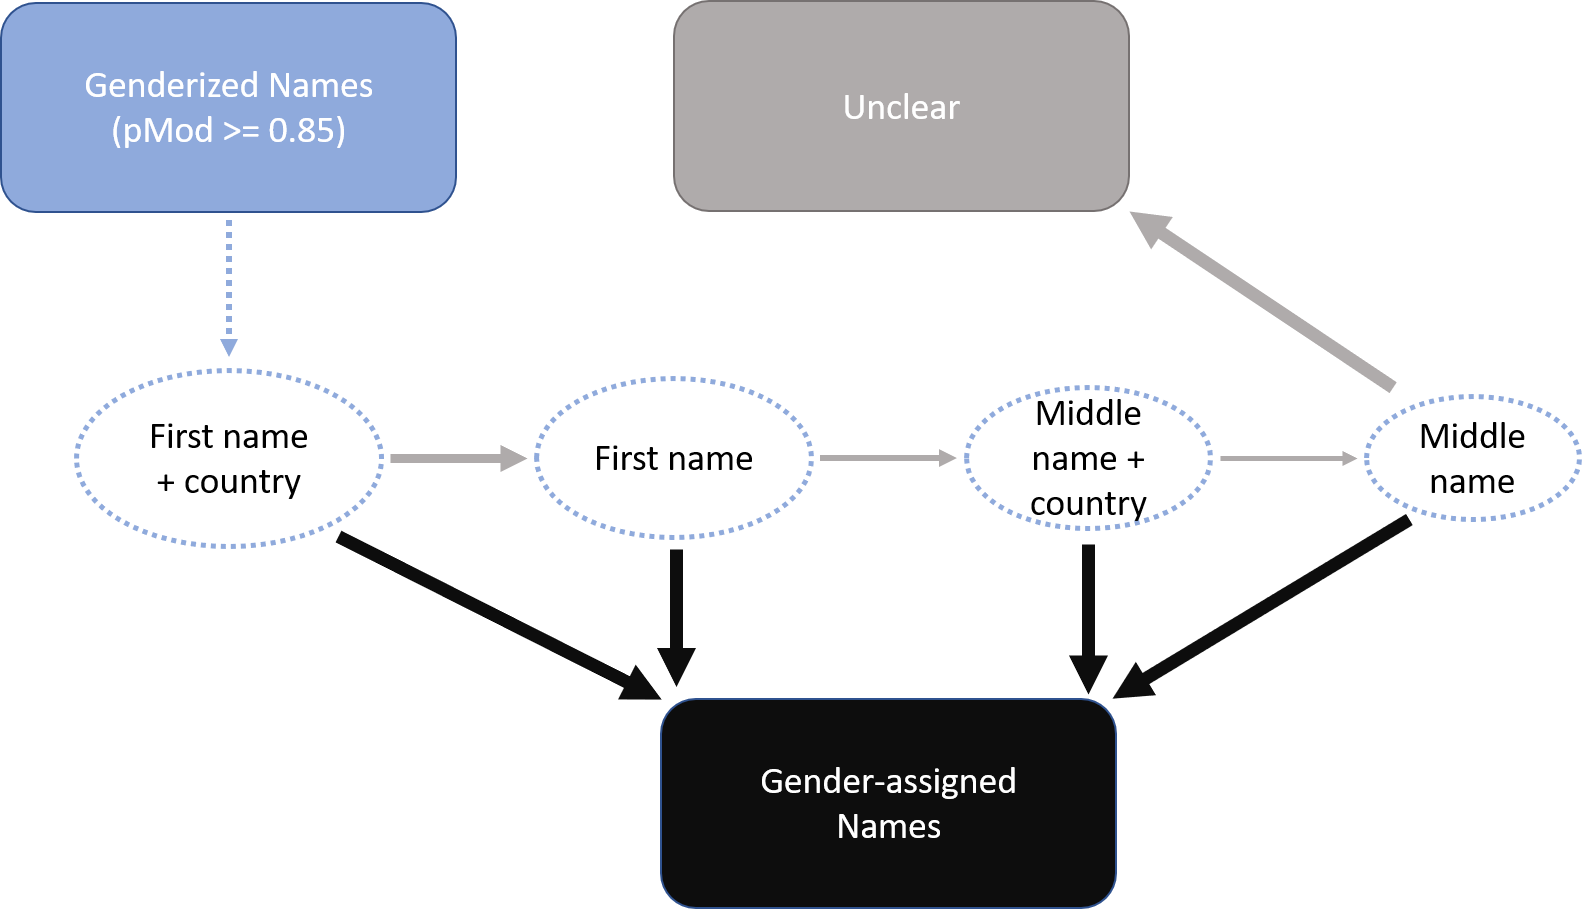 Genderized Names
(pMod >= 0.85)
Unclear
First name
+ country
First name
Middle
name +
country
Middle
name
Gender-assigned
Names